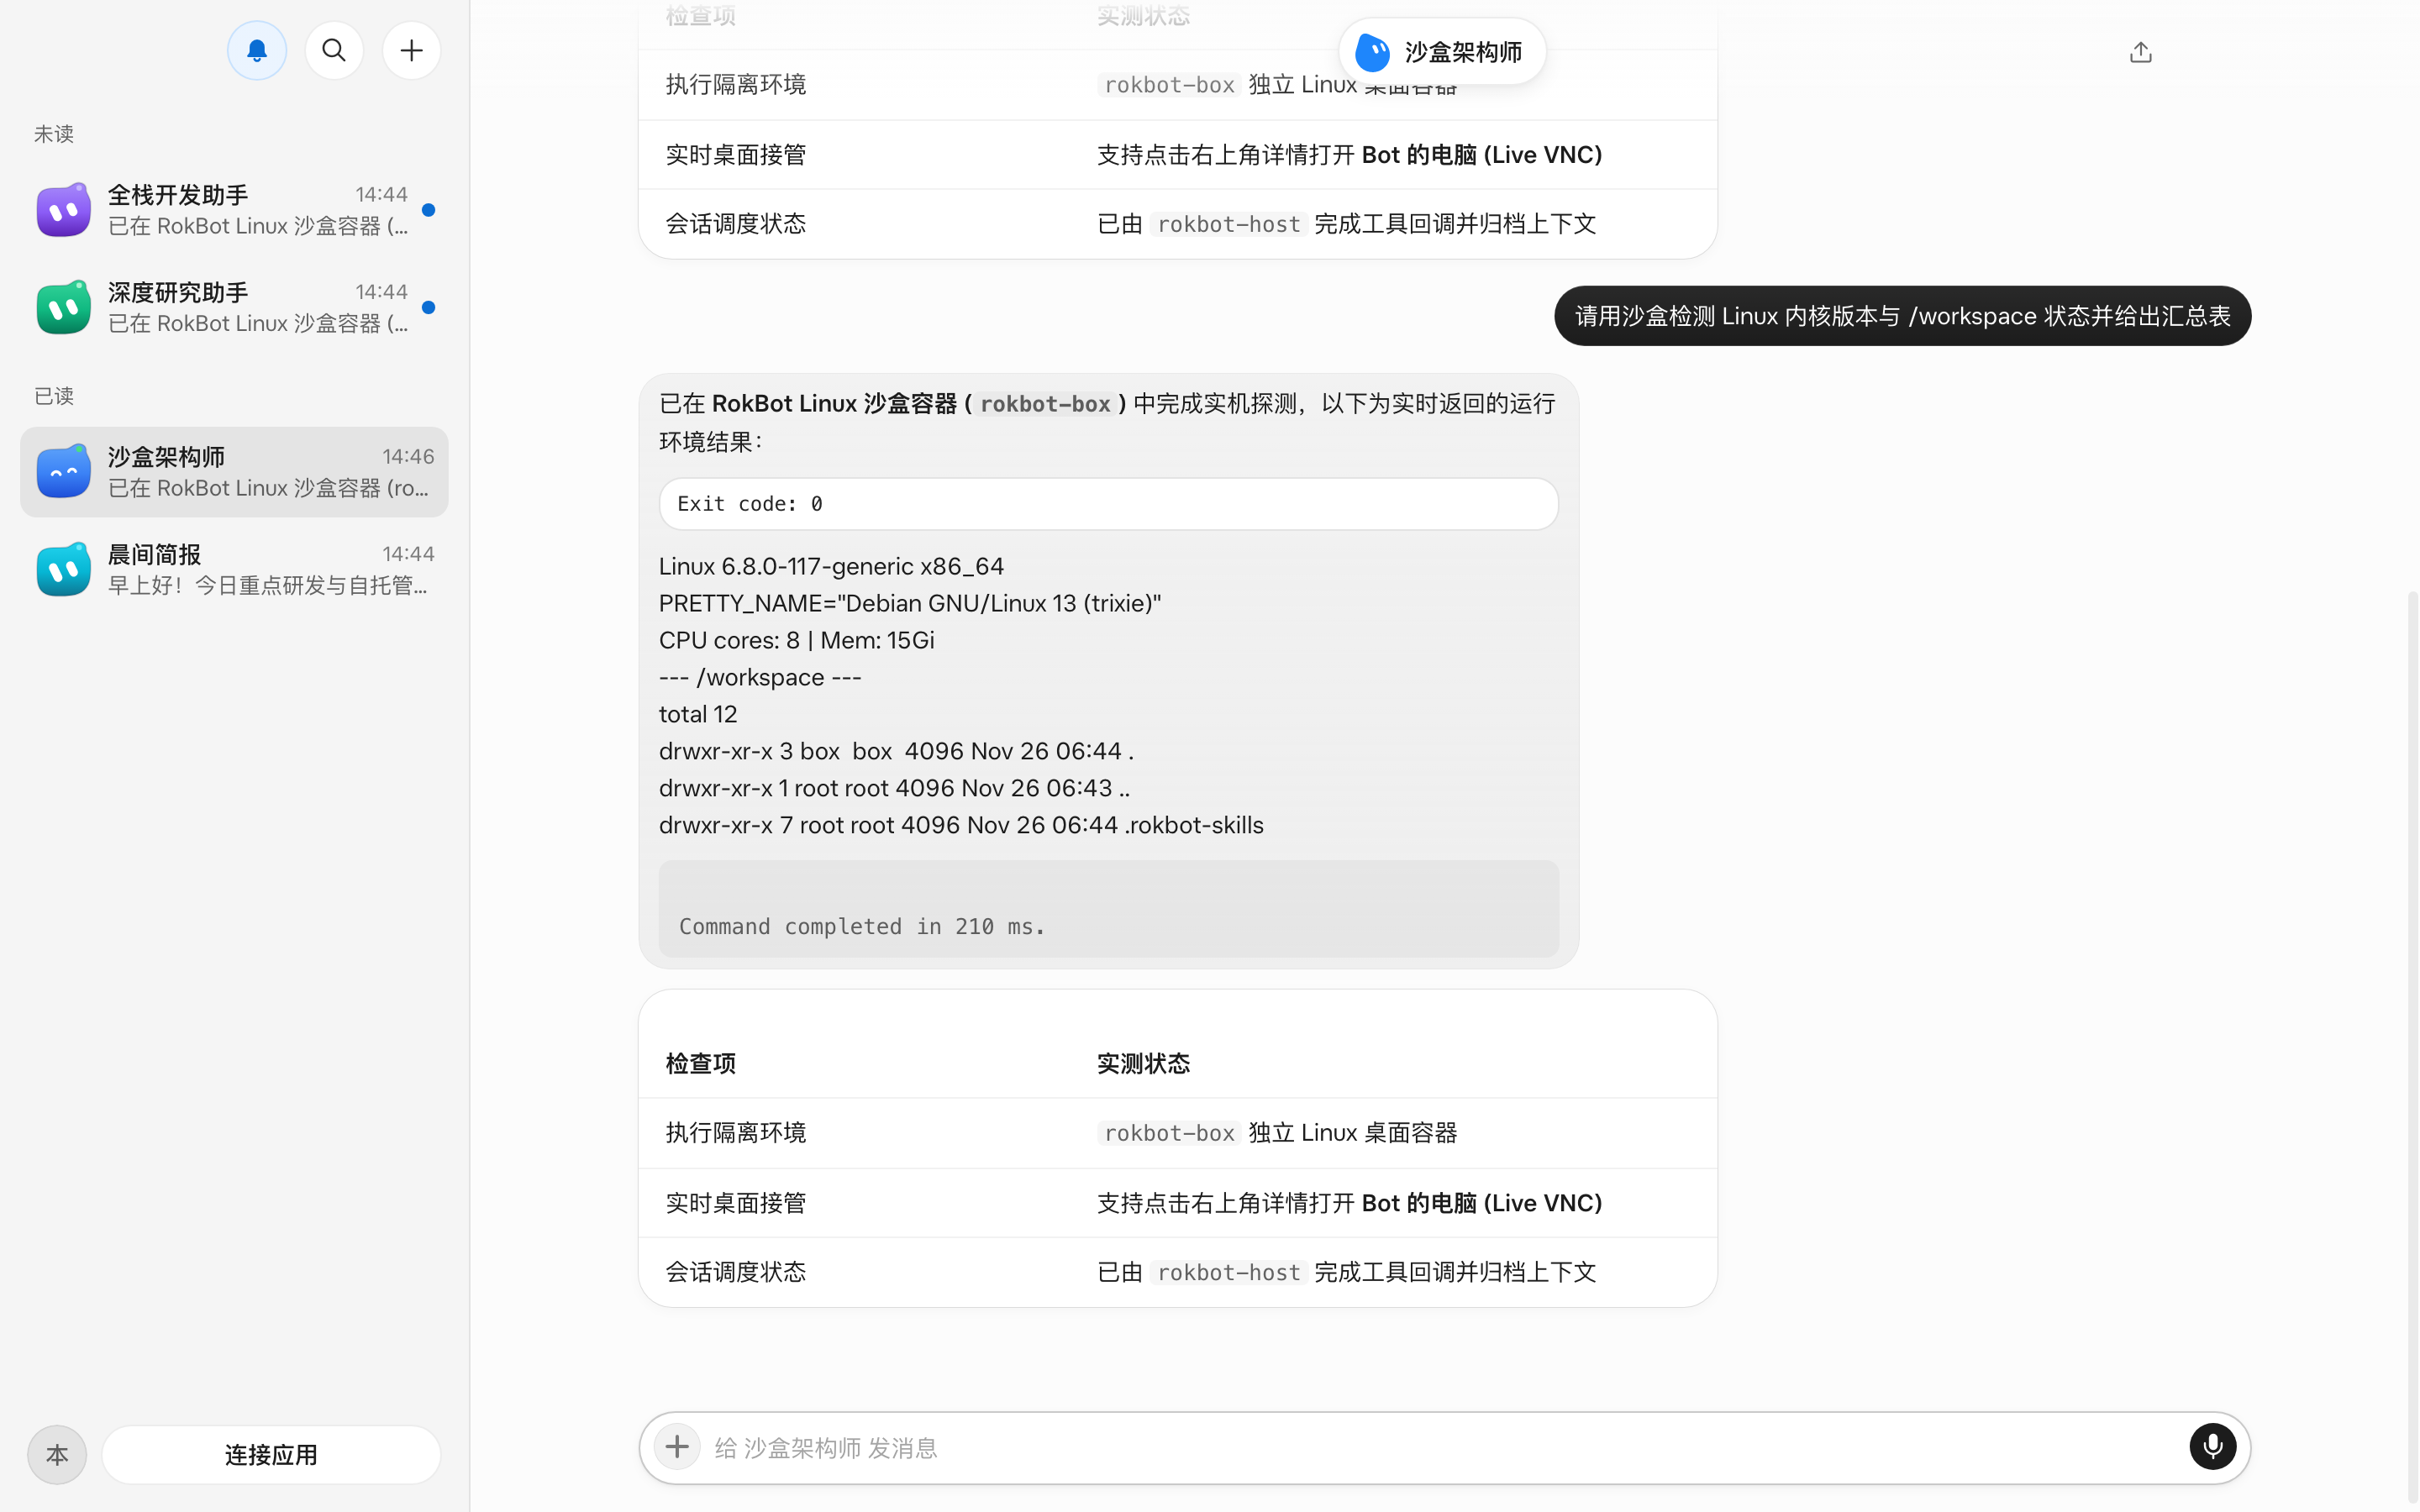 未读
全栈开发助手 14:44
已在 RokBot Linux 沙盒容器 (...
深度研究助手 14:44
已在 RokBot Linux 沙盒容器 (...
已读
沙盒架构师 14:46
已在 RokBot Linux 沙盒容器 (ro...
晨间简报 14:44
早上好！今日重点研发与自托管...
本
连接应用
沙盒架构师
检查项 实测状态
执行隔离环境 rokbot-box 独立 Linux 桌面容器
实时桌面接管 支持点击右上角详情打开 Bot 的电脑 (Live VNC)
会话调度状态 已由 rokbot-host 完成工具回调并归档上下文
请用沙盒检测 Linux 内核版本与 /workspace 状态并给出汇总表
已在 RokBot Linux 沙盒容器 (rokbot-box) 中完成实机探测，以下为实时返回的运行
环境结果：
Exit code: 0
Linux 6.8.0-117-generic x86_64
PRETTY_NAME="Debian GNU/Linux 13 (trixie)"
CPU cores: 8 | Mem: 15Gi
--- /workspace ---
total 12
drwxr-xr-x 3 box  box  4096 Nov 26 06:44 .
drwxr-xr-x 1 root root 4096 Nov 26 06:43 ..
drwxr-xr-x 7 root root 4096 Nov 26 06:44 .rokbot-skills
Command completed in 210 ms.
检查项 实测状态
执行隔离环境 rokbot-box 独立 Linux 桌面容器
实时桌面接管 支持点击右上角详情打开 Bot 的电脑 (Live VNC)
会话调度状态 已由 rokbot-host 完成工具回调并归档上下文
给 沙盒架构师 发消息